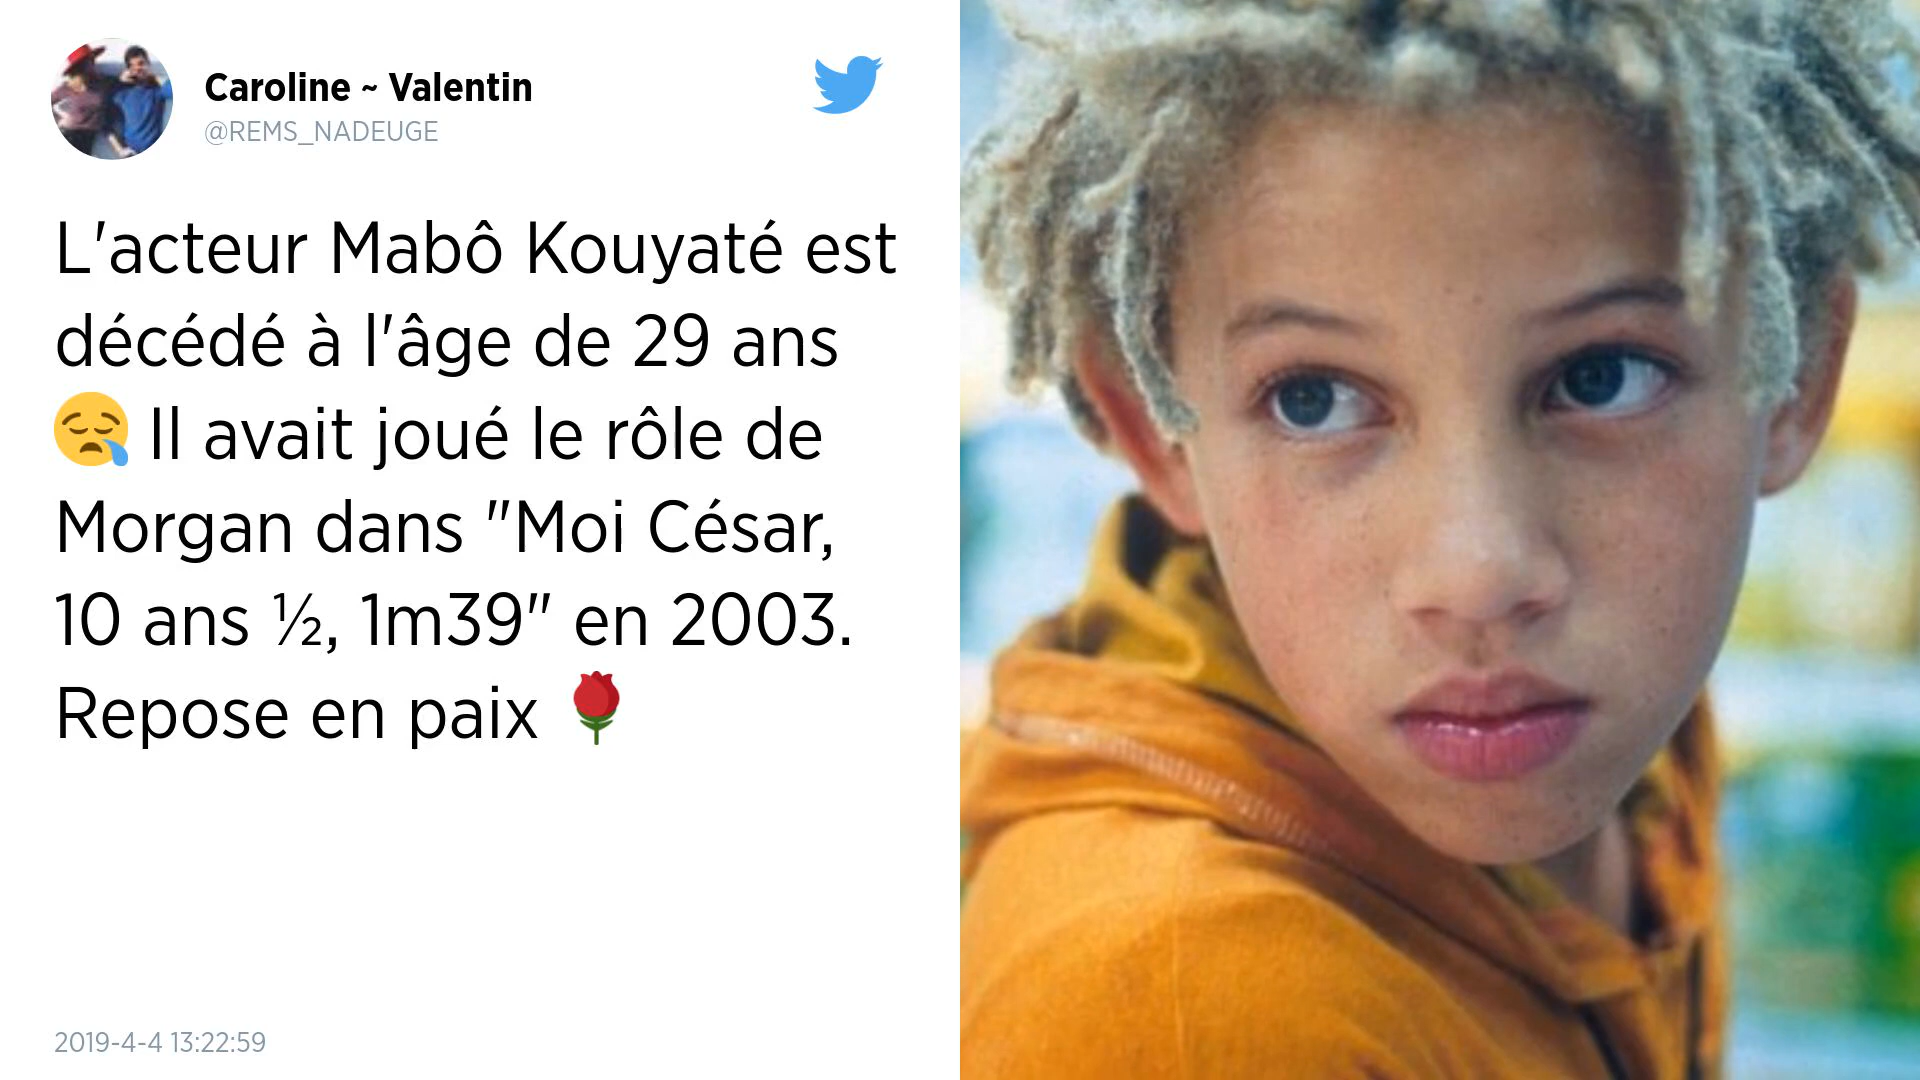 Caroline ~ Valentin
@REMS_NADEUGE
L'acteur Mabô Kouyaté est
décédé à l'âge de 29 ans
😪 Il avait joué le rôle de
Morgan dans "Moi César,
10 ans ½, 1m39" en 2003.
Repose en paix 🌹
2019-4-4 13:22:59